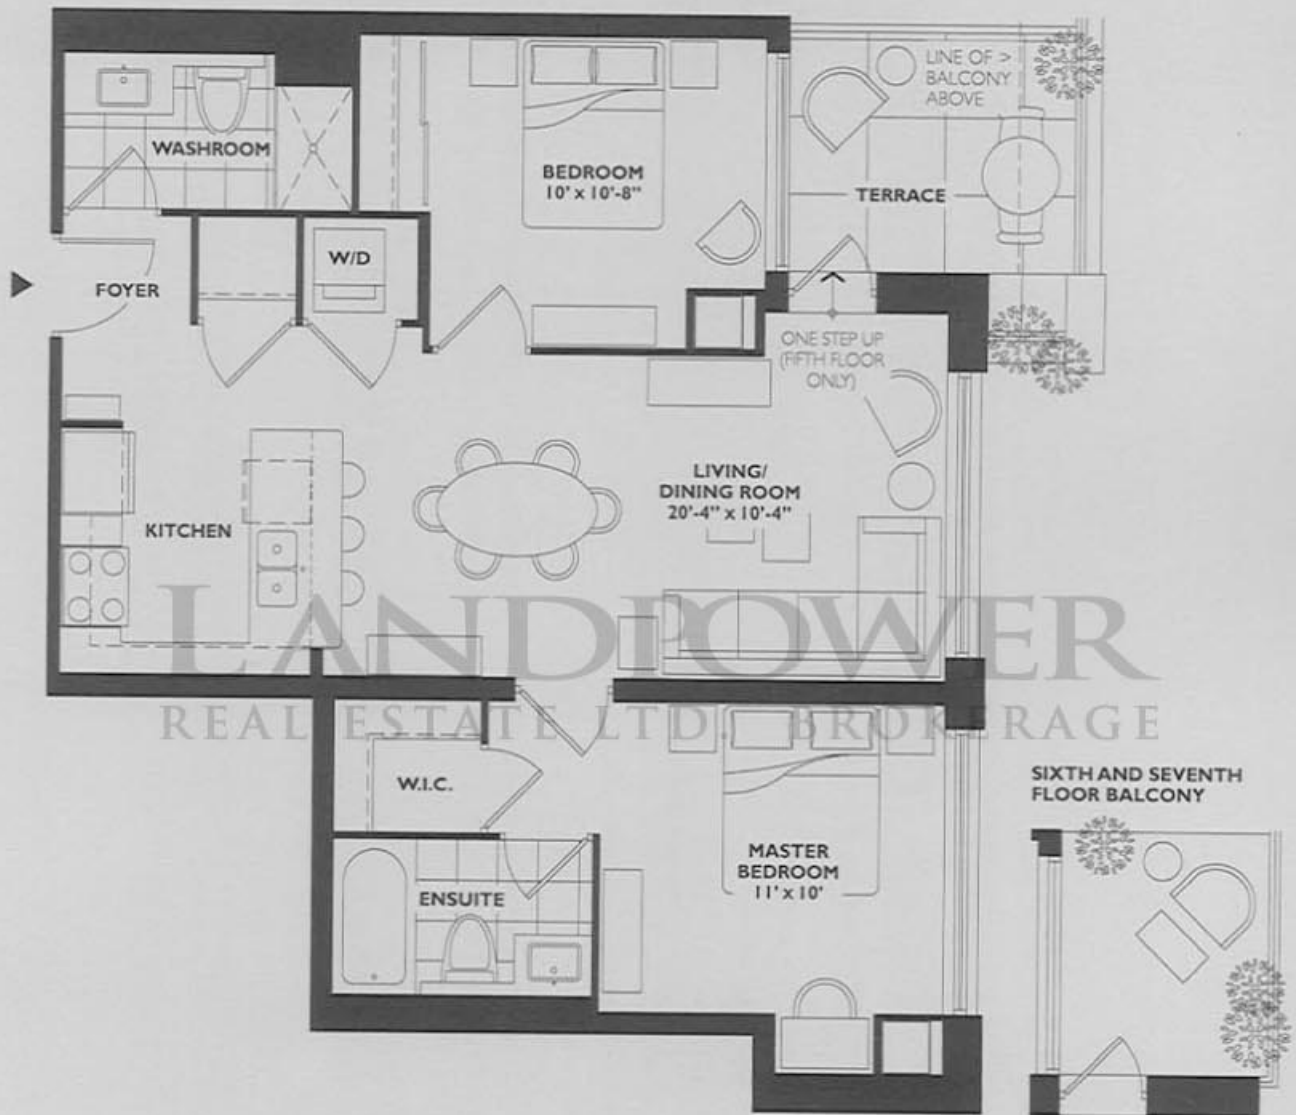 LINE OF >
BALCONY
ABOVE
WASHROOM
BEDROOM
10' x 10'-8"
TERRACE
W/D
FOYER
ONE STEP UP
(FIFTH FLOOR
ONLY)
LIVING/
DINING ROOM
20'-4" x 10'-4"
KITCHEN
LANDPOWER
REAL ESTATE LTD., BROKERAGE
W.I.C.
SIXTH AND SEVENTH
FLOOR BALCONY
MASTER
BEDROOM
11' x 10'
ENSUITE